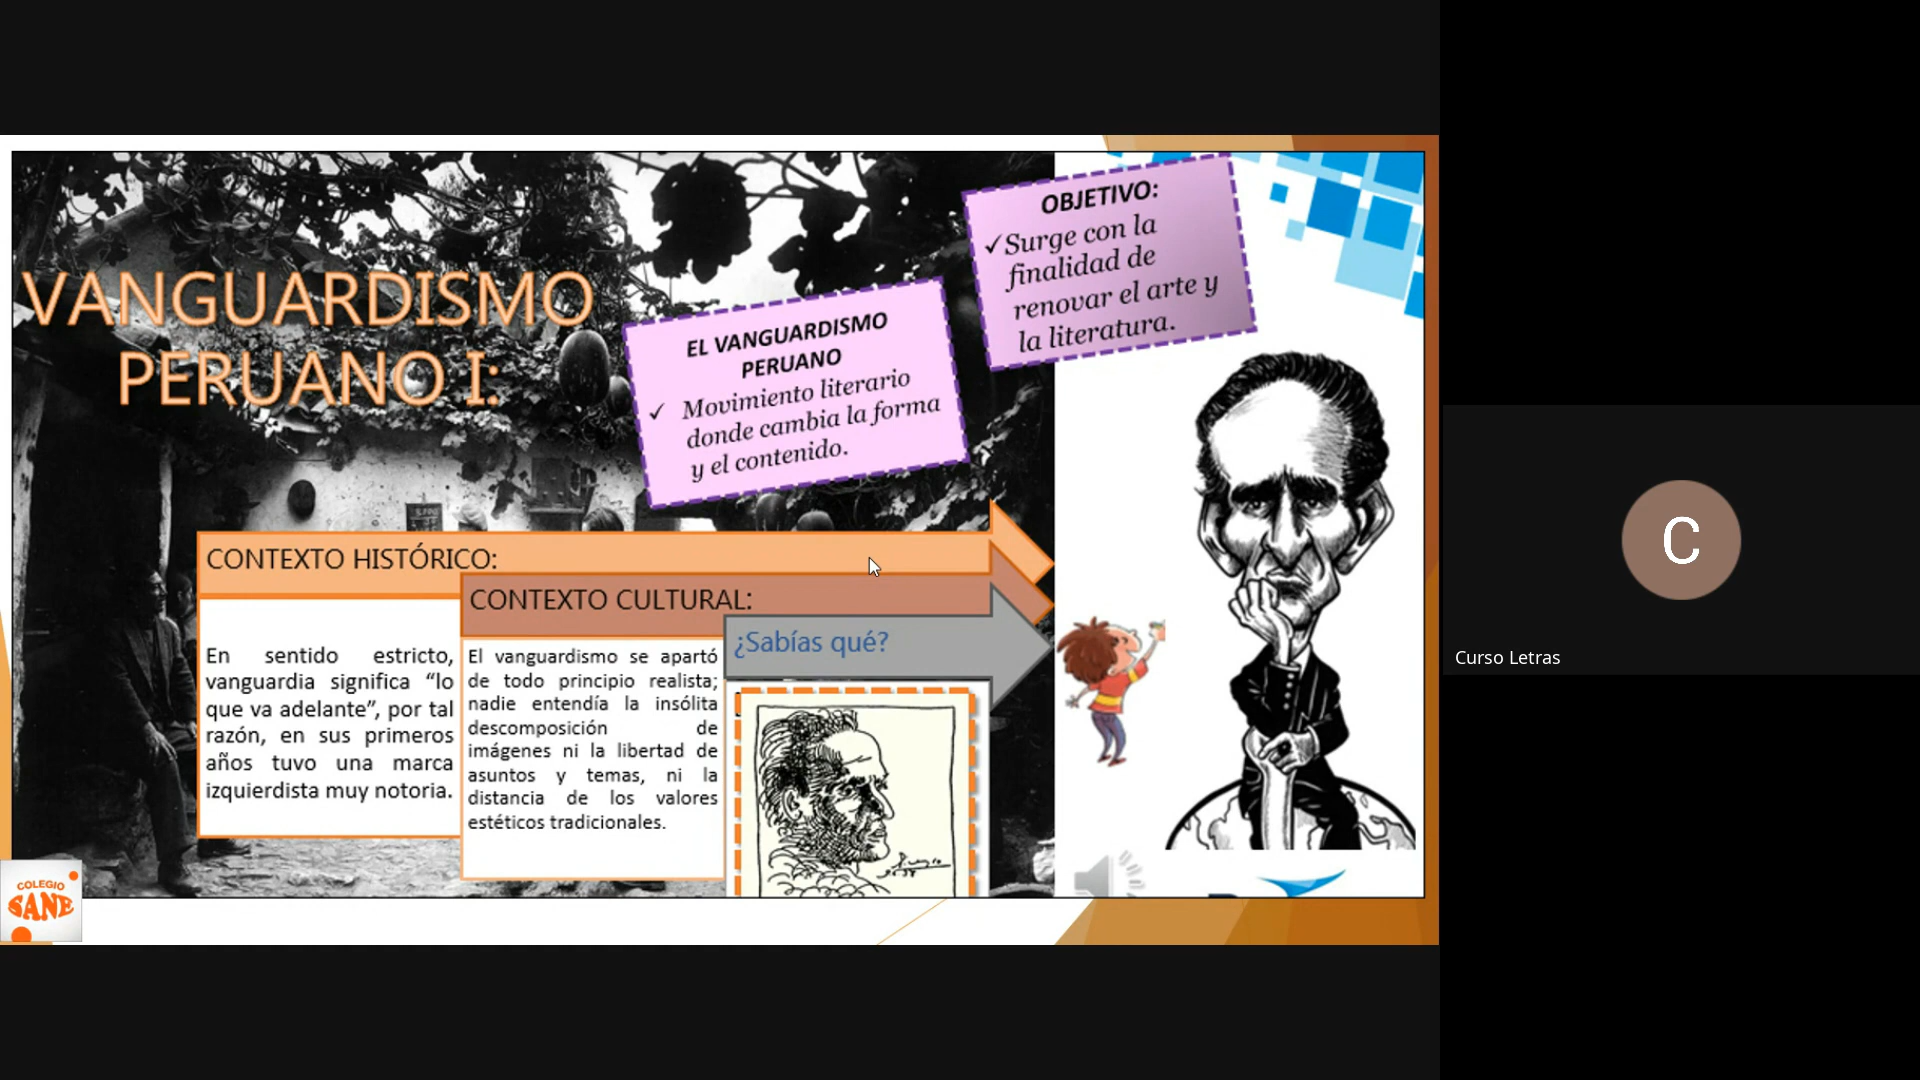 VANGUARDISMO
PERUANO I:
EL VANGUARDISMO
PERUANO
✓ Movimiento literario
donde cambia la forma
y el contenido.
OBJETIVO:
✓Surge con la
finalidad de
renovar el arte y
la literatura.
CONTEXTO HISTÓRICO:
En sentido estricto,
vanguardia significa “lo
que va adelante”, por tal
razón, en sus primeros
años tuvo una marca
izquierdista muy notoria.
CONTEXTO CULTURAL:
El vanguardismo se apartó
de todo principio realista;
nadie entendía la insólita
descomposición de
imágenes ni la libertad de
asuntos y temas, ni la
distancia de los valores
estéticos tradicionales.
¿Sabías qué?
COLEGIO
SANE
C
Curso Letras